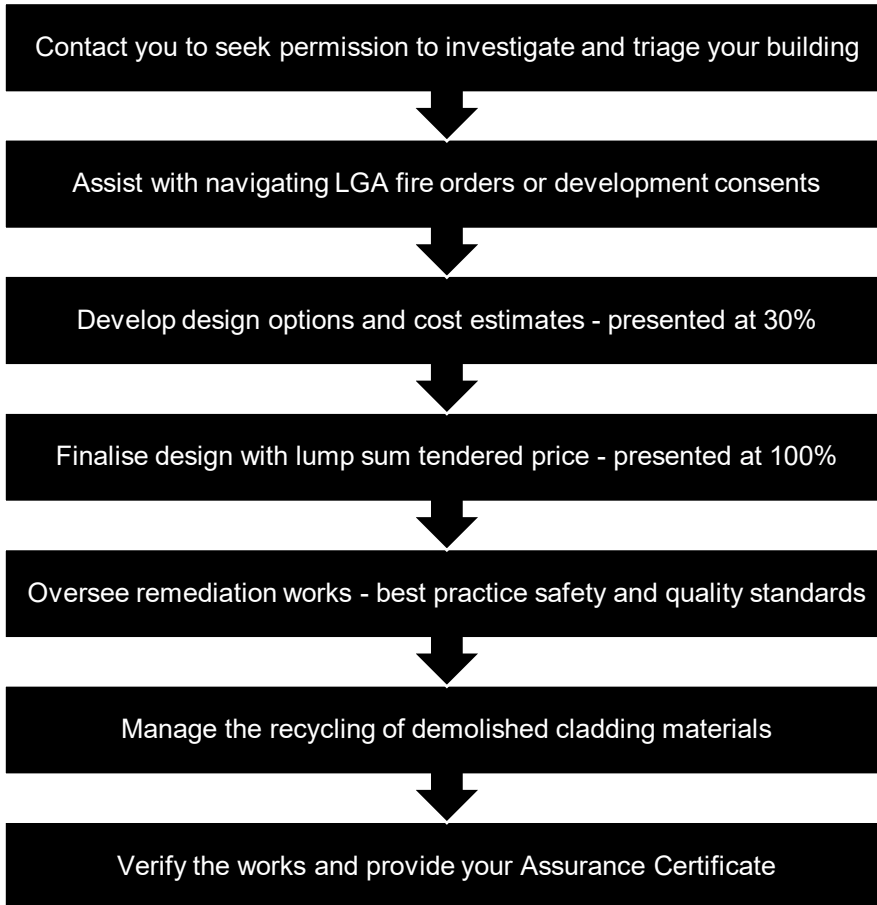 Contact you to seek permission to investigate and triage your building
Assist with navigating LGA fire orders or development consents
Develop design options and cost estimates - presented at 30%
Finalise design with lump sum tendered price - presented at 100%
Oversee remediation works - best practice safety and quality standards
Manage the recycling of demolished cladding materials
Verify the works and provide your Assurance Certificate